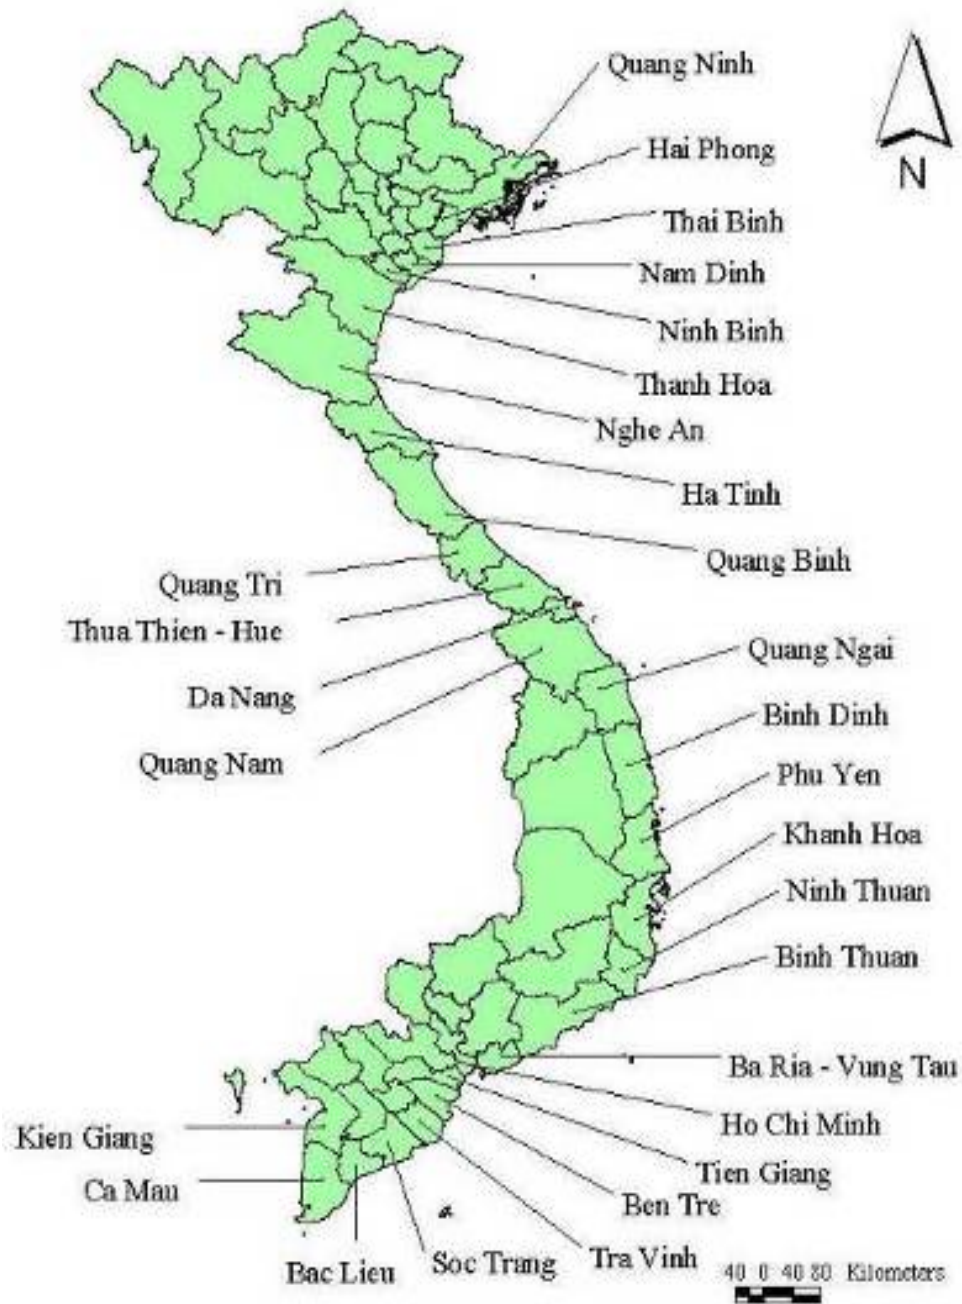 Quang Ninh
Hai Phong
N
Thai Binh
Nam Dinh
Ninh Binh
Thanh Hoa
Nghe An
Ha Tinh
Quang Binh
Quang Tri
Thua Thien - Hue
Quang Ngai
Da Nang
Binh Dinh
Quang Nam
Phu Yen
Khanh Hoa
Ninh Thuan
Binh Thuan
Ba Ria - Vung Tau
Ho Chi Minh
Kien Giang
Tien Giang
Ca Mau
Ben Tre
Tra Vinh
Soc Trang
Bac Lieu
40 0 40 80 Kilometers